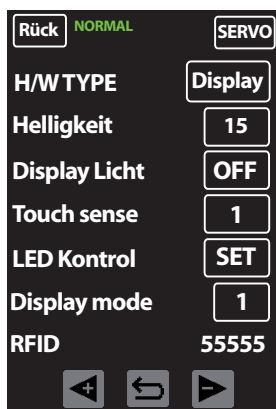 Rück NORMAL SERVO
H/W TYPE Display
Helligkeit 15
Display Licht OFF
Touch sense 1
LED Kontrol SET
Display mode 1
RFID 55555
+ -